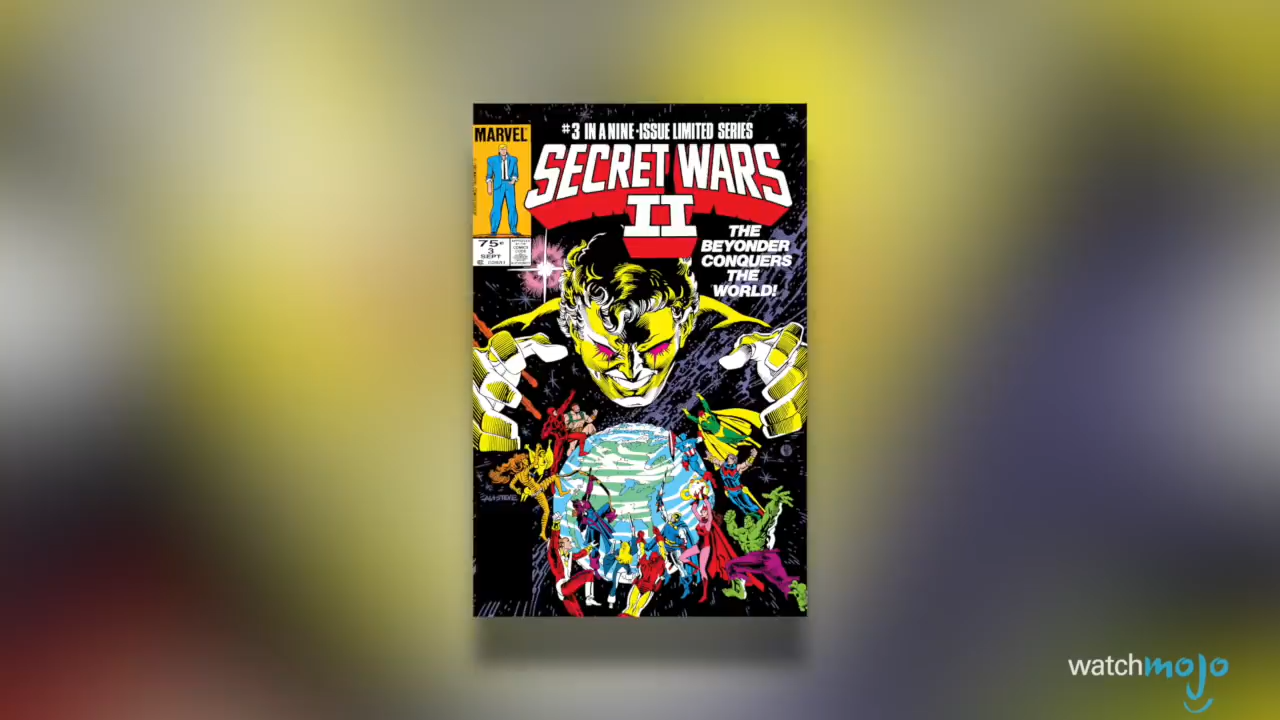 #3 IN A NINE-ISSUE LIMITED SERIES
MARVEL
SECRET WARS
II
75¢
3
SEPT
THE
BEYONDER
CONQUERS
THE
WORLD!
watchmojo